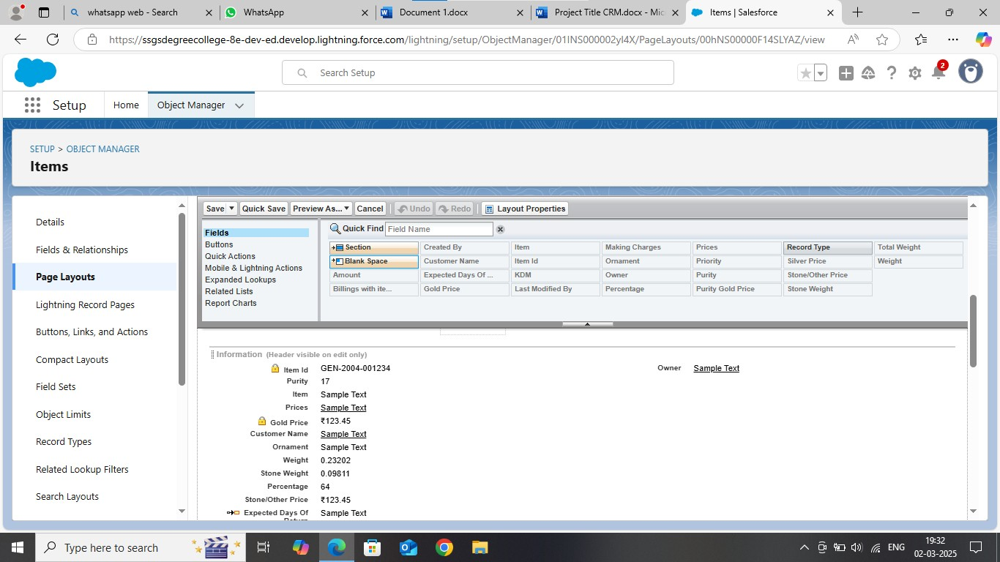 whatsapp web - Search
WhatsApp
Document 1.docx
Project Title CRM.docx - Mic
Items | Salesforce
https://ssgsdegreecollege-8e-dev-ed.develop.lightning.force.com/lightning/setup/ObjectManager/01INS000002yI4X/PageLayouts/00hNS00000F14SLYAZ/view
Search Setup
2
Setup
Home
Object Manager
SETUP > OBJECT MANAGER
Items
Details
Fields & Relationships
Page Layouts
Lightning Record Pages
Buttons, Links, and Actions
Compact Layouts
Field Sets
Object Limits
Record Types
Related Lookup Filters
Search Layouts
Save Quick Save Preview As... Cancel Undo Redo Layout Properties
Fields
Buttons
Quick Actions
Mobile & Lightning Actions
Expanded Lookups
Related Lists
Report Charts
Quick Find Field Name
Section Created By Item Making Charges Prices Record Type Total Weight
Blank Space Customer Name Item Id Ornament Priority Silver Price Weight
Amount Expected Days Of ... KDM Owner Purity Stone/Other Price
Billings with ite... Gold Price Last Modified By Percentage Purity Gold Price Stone Weight
Information (Header visible on edit only)
Item Id GEN-2004-001234 Owner Sample Text
Purity 17
Item Sample Text
Prices Sample Text
Gold Price ₹123.45
Customer Name Sample Text
Ornament Sample Text
Weight 0.23202
Stone Weight 0.09811
Percentage 64
Stone/Other Price ₹123.45
Expected Days Of Sample Text
Return
Type here to search
ENG
19:32
02-03-2025